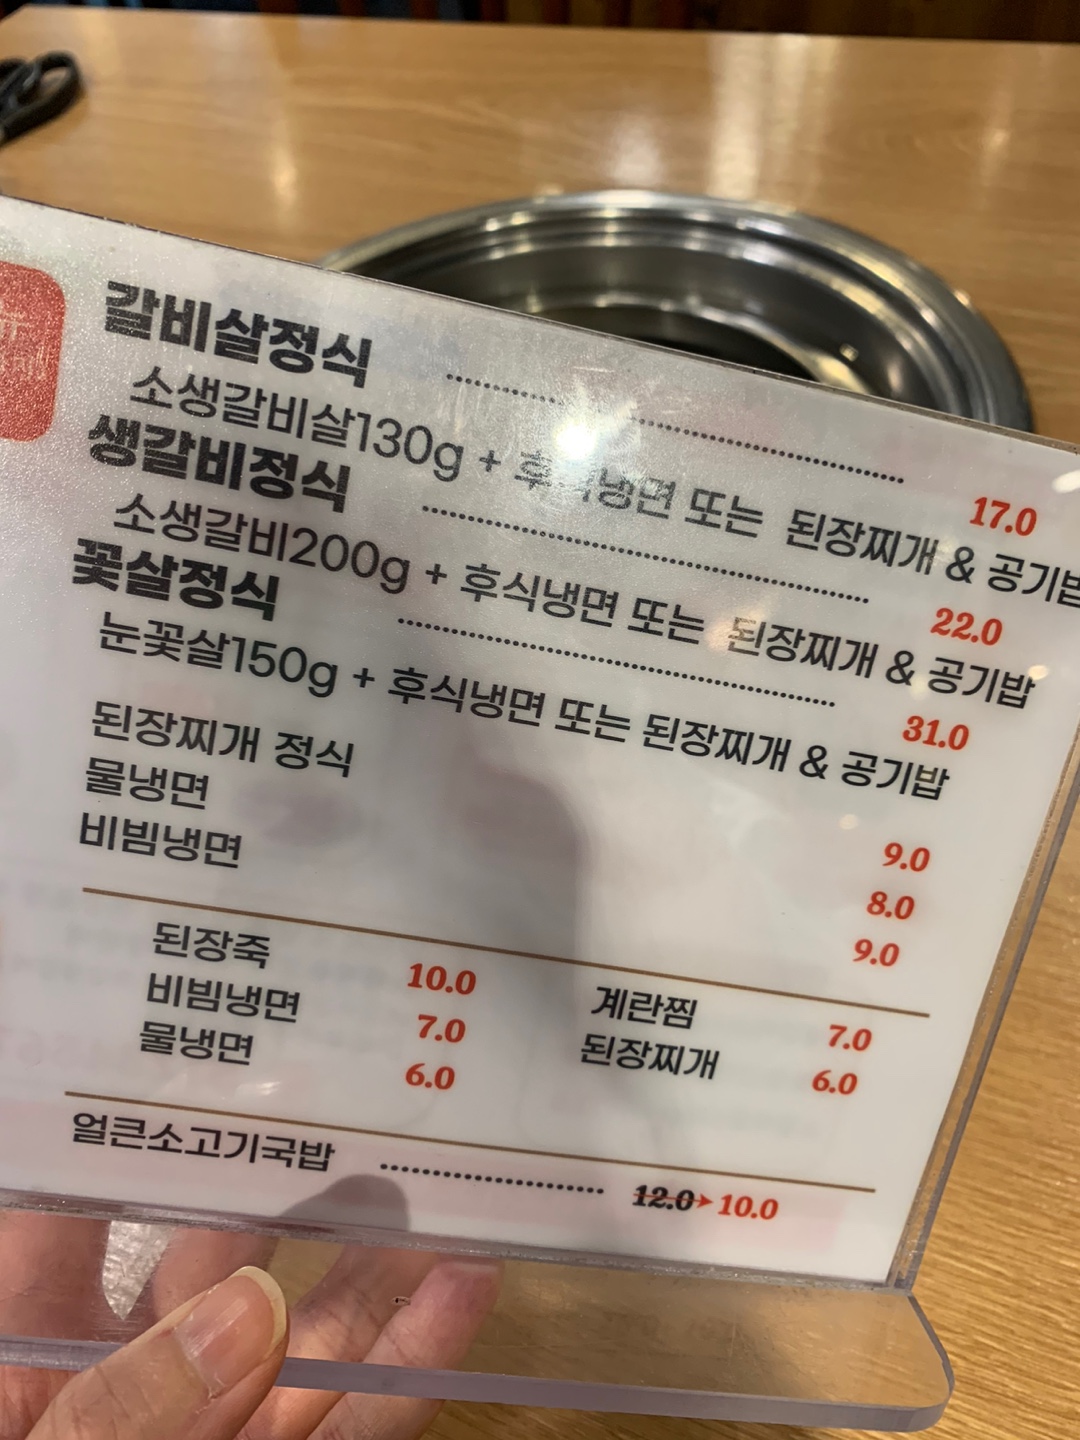 갈비살정식 17.0
소생갈비살130g + 후식냉면 또는 된장찌개 & 공기밥
생갈비정식 22.0
소생갈비200g + 후식냉면 또는 된장찌개 & 공기밥
꽃살정식 31.0
눈꽃살150g + 후식냉면 또는 된장찌개 & 공기밥
된장찌개 정식 9.0
물냉면 8.0
비빔냉면 9.0
된장죽 10.0
비빔냉면 7.0
물냉면 6.0
계란찜 7.0
된장찌개 6.0
얼큰소고기국밥 12.0 10.0